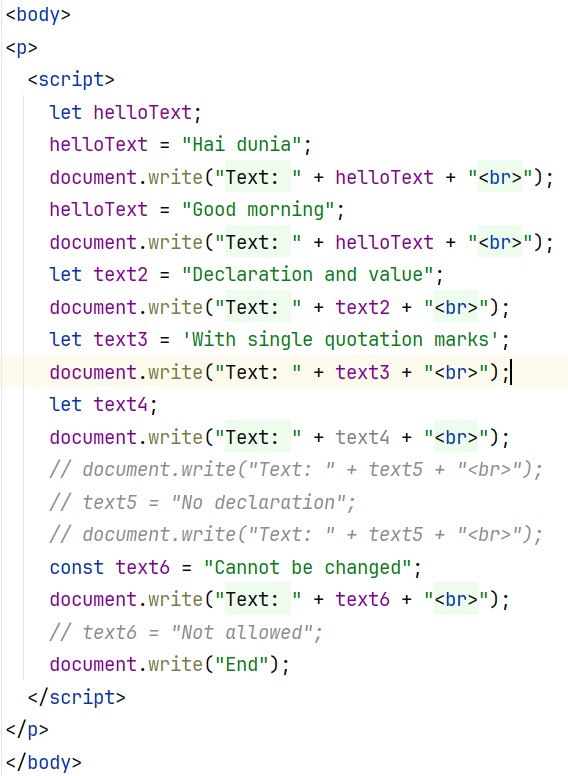 <body>
<p>
<script>
let helloText;
helloText = "Hai dunia";
document.write("Text: " + helloText + "<br>");
helloText = "Good morning";
document.write("Text: " + helloText + "<br>");
let text2 = "Declaration and value";
document.write("Text: " + text2 + "<br>");
let text3 = 'With single quotation marks';
document.write("Text: " + text3 + "<br>");
let text4;
document.write("Text: " + text4 + "<br>");
// document.write("Text: " + text5 + "<br>");
// text5 = "No declaration";
// document.write("Text: " + text5 + "<br>");
const text6 = "Cannot be changed";
document.write("Text: " + text6 + "<br>");
// text6 = "Not allowed";
document.write("End");
</script>
</p>
</body>